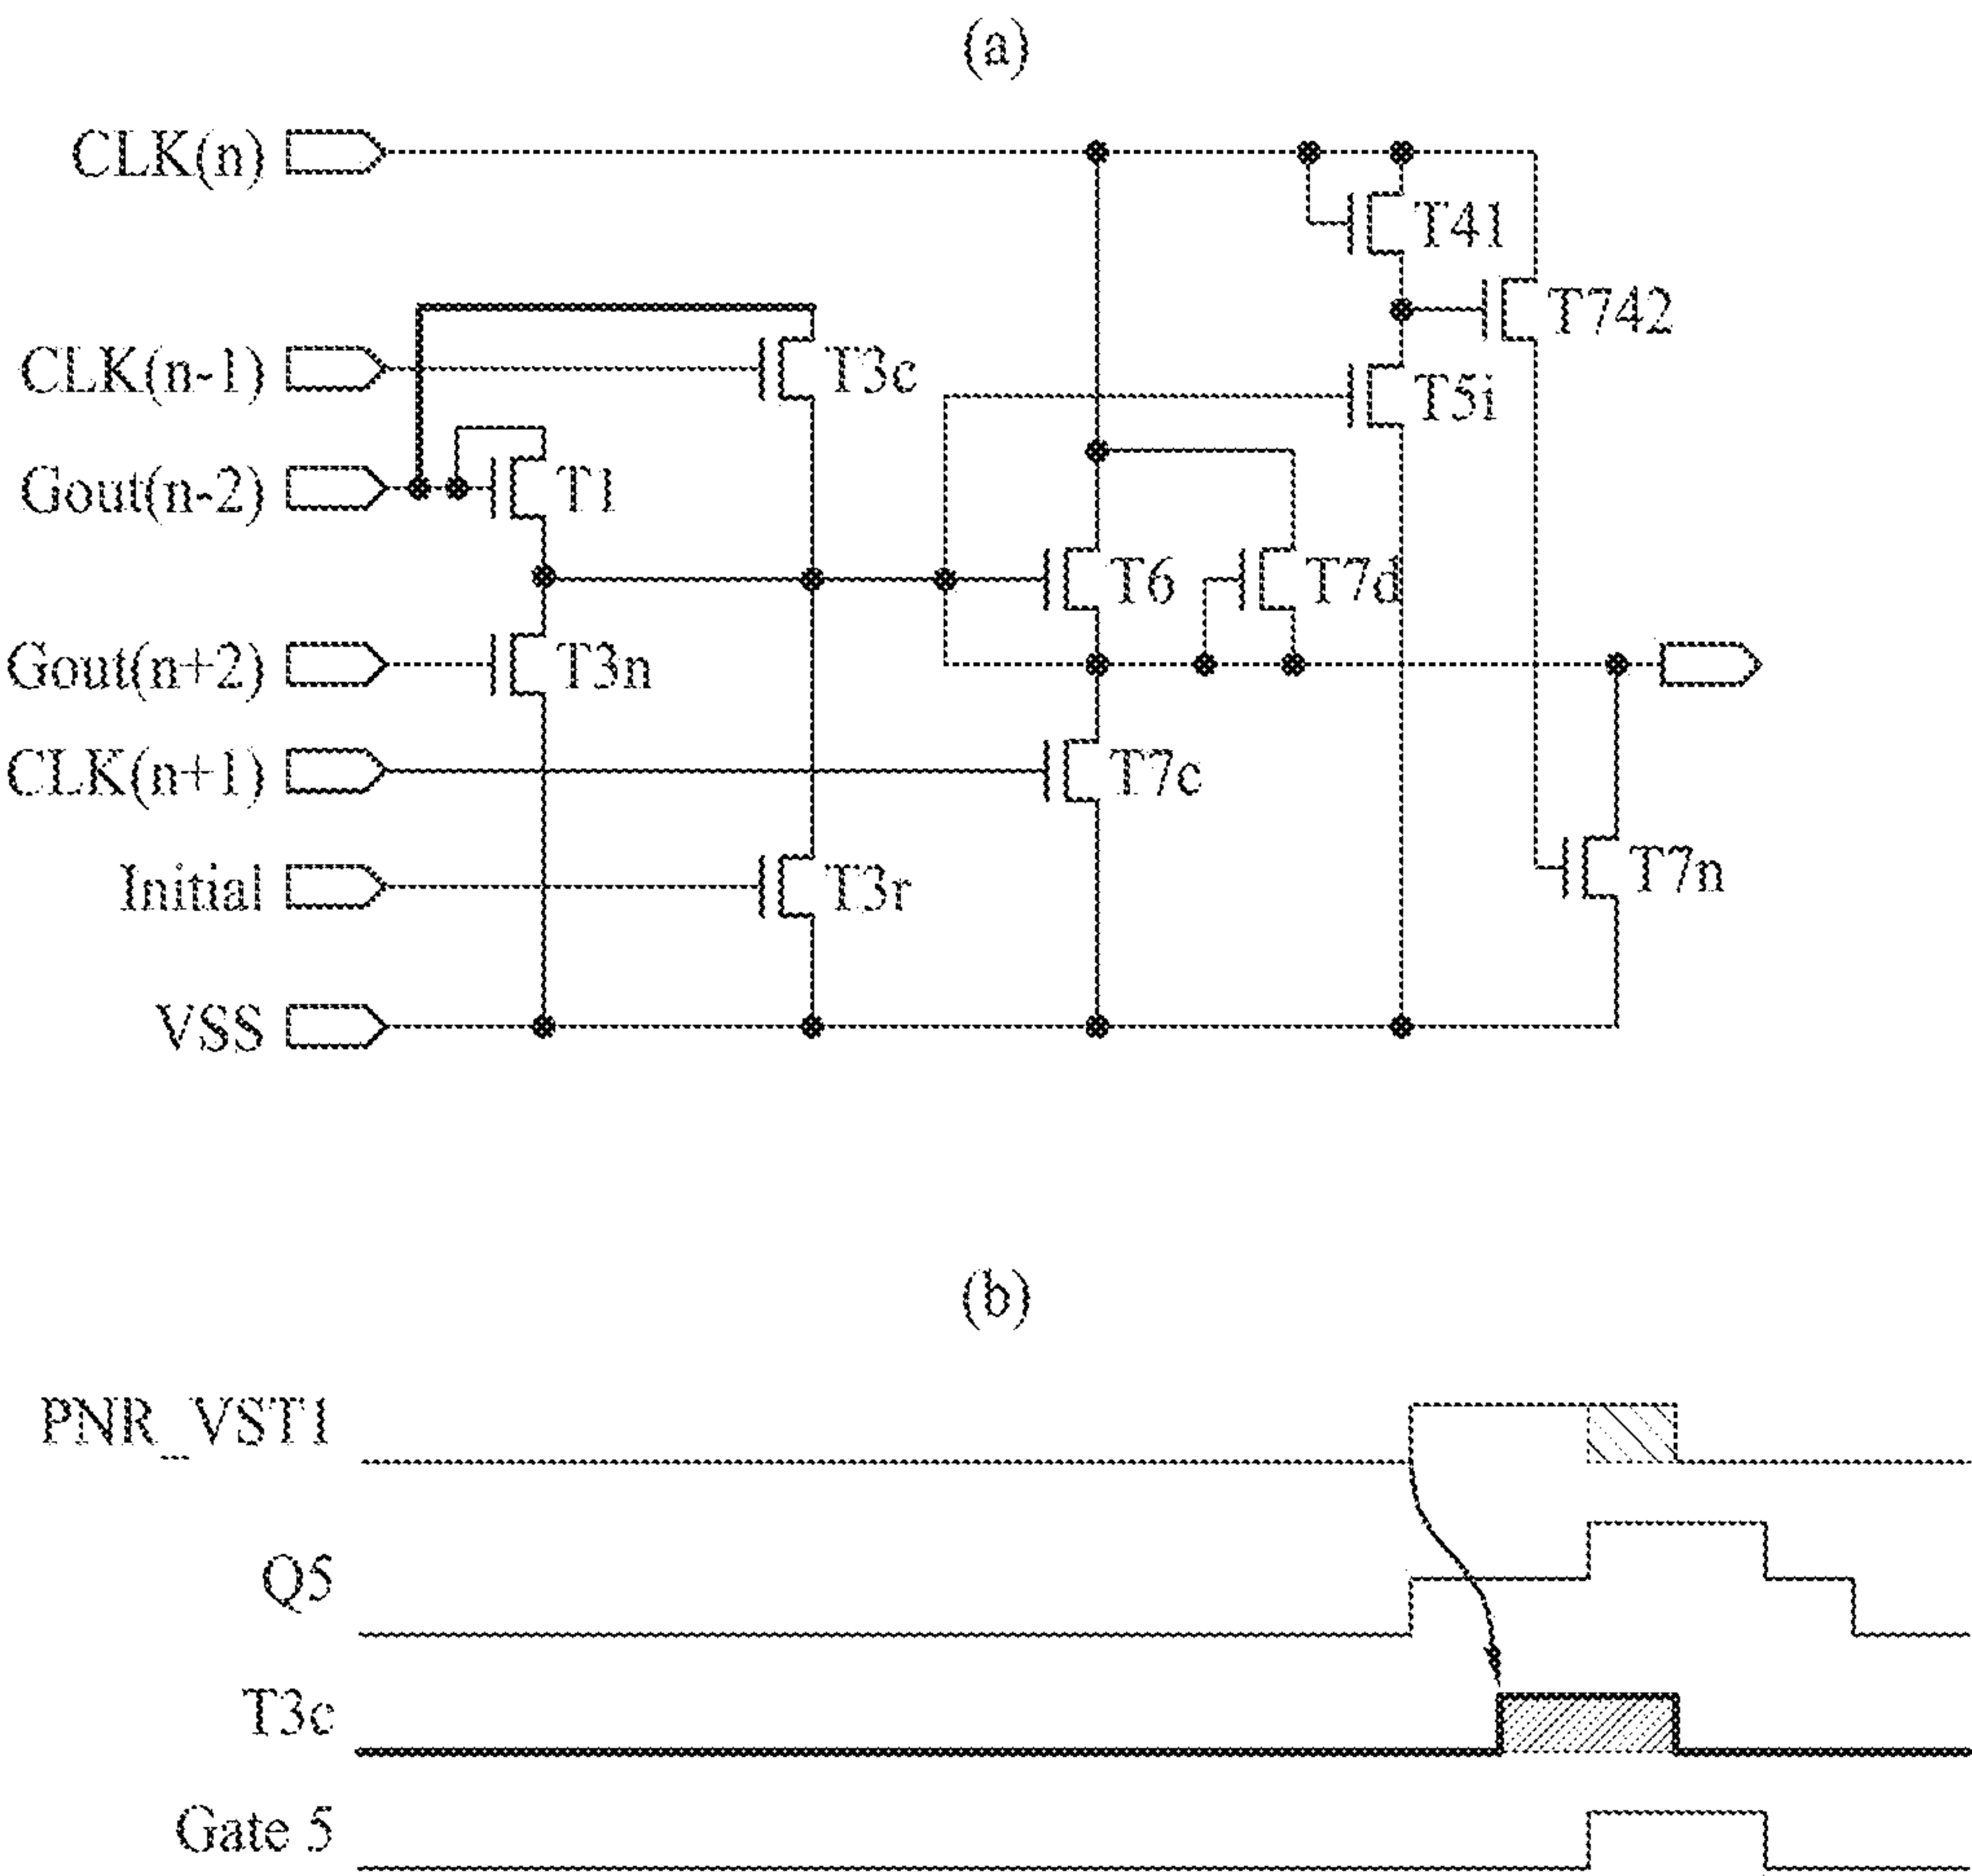 (a)
CLK(n)
T41
T742
CLK(n-1)
T3c
T5i
Gout(n-2)
T1
T6
T7d
Gout(n+2)
T3n
CLK(n+1)
T7c
Initial
T3r
T7n
VSS
(b)
PNR_VST1
Q5
T3c
Gate 5